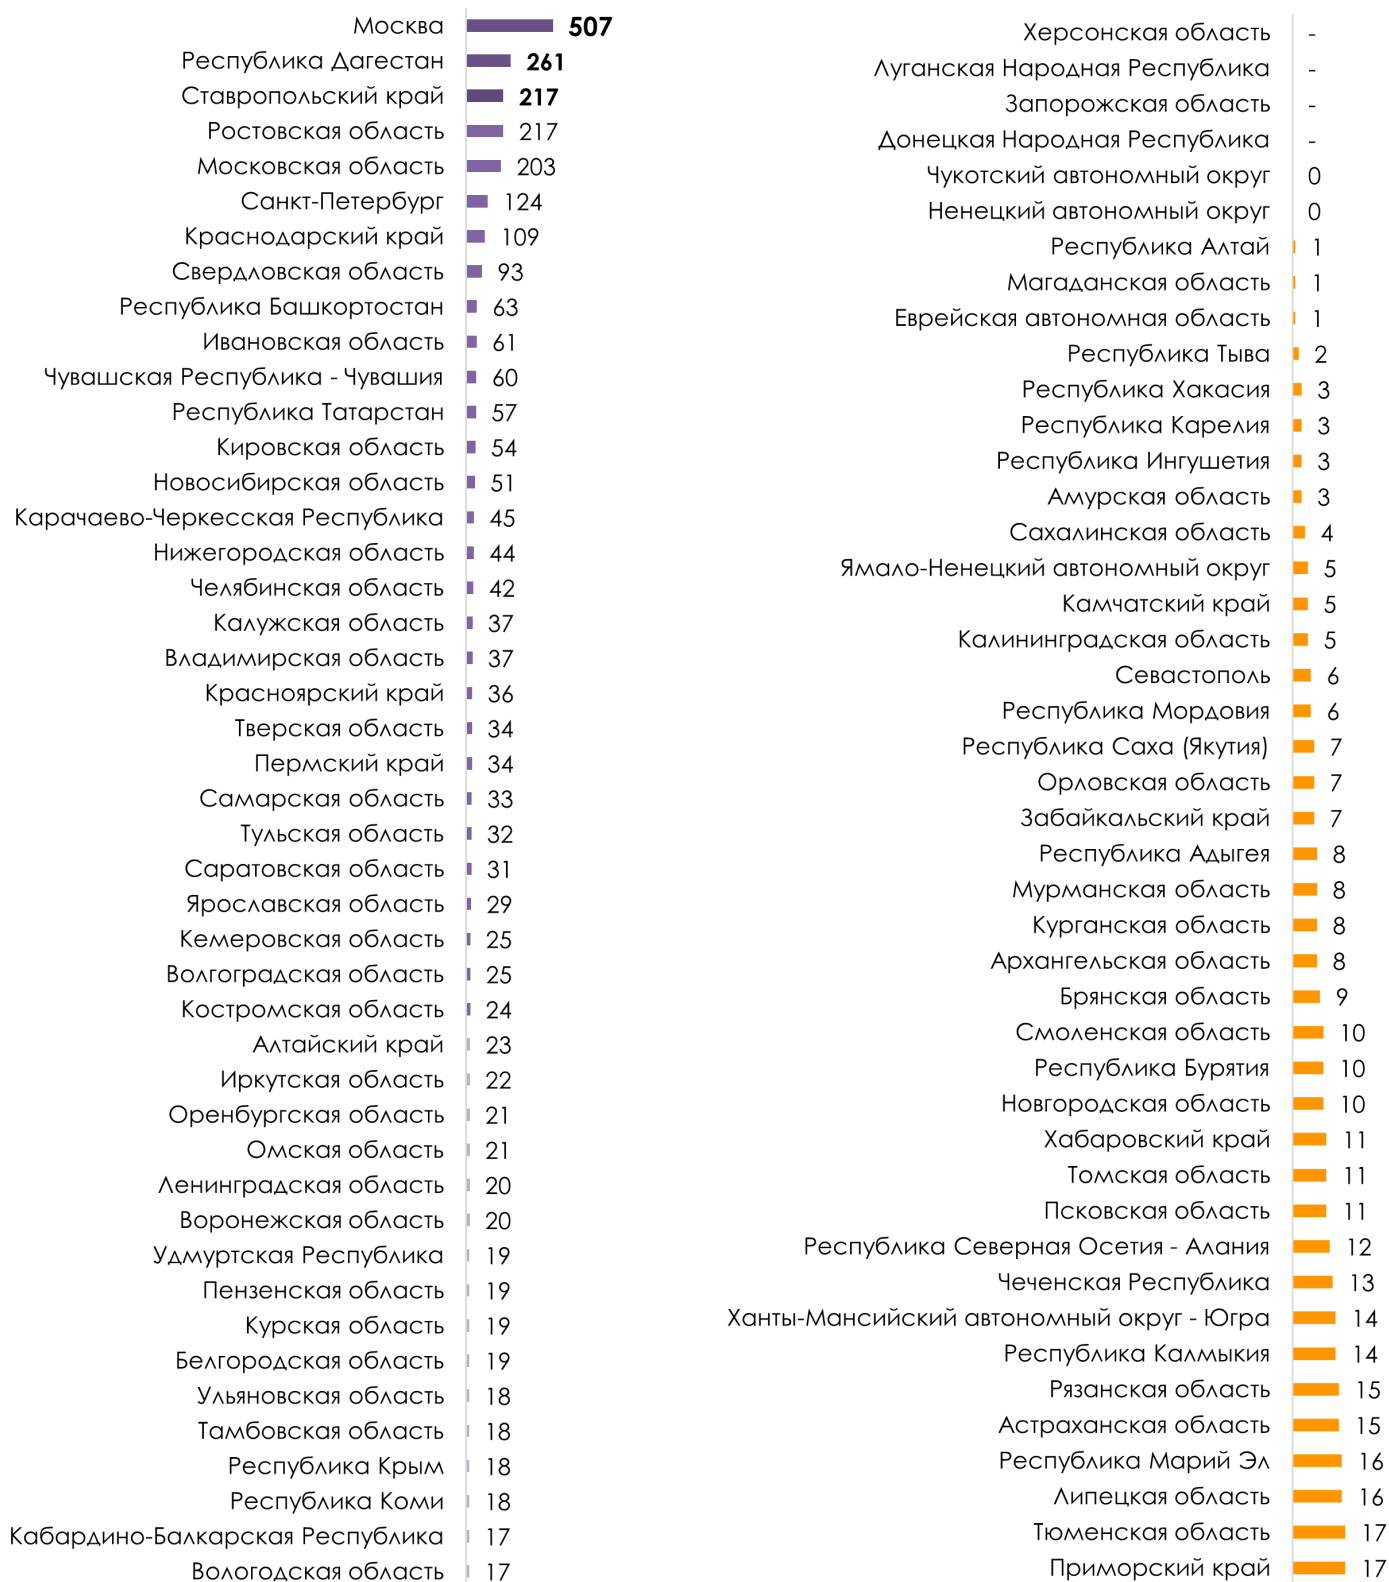 Москва 507
Республика Дагестан 261
Ставропольский край 217
Ростовская область 217
Московская область 203
Санкт-Петербург 124
Краснодарский край 109
Свердловская область 93
Республика Башкортостан 63
Ивановская область 61
Чувашская Республика - Чувашия 60
Республика Татарстан 57
Кировская область 54
Новосибирская область 51
Карачаево-Черкесская Республика 45
Нижегородская область 44
Челябинская область 42
Калужская область 37
Владимирская область 37
Красноярский край 36
Тверская область 34
Пермский край 34
Самарская область 33
Тульская область 32
Саратовская область 31
Ярославская область 29
Кемеровская область 25
Волгоградская область 25
Костромская область 24
Алтайский край 23
Иркутская область 22
Оренбургская область 21
Омская область 21
Ленинградская область 20
Воронежская область 20
Удмуртская Республика 19
Пензенская область 19
Курская область 19
Белгородская область 19
Ульяновская область 18
Тамбовская область 18
Республика Крым 18
Республика Коми 18
Кабардино-Балкарская Республика 17
Вологодская область 17
Херсонская область -
Луганская Народная Республика -
Запорожская область -
Донецкая Народная Республика -
Чукотский автономный округ 0
Ненецкий автономный округ 0
Республика Алтай 1
Магаданская область 1
Еврейская автономная область 1
Республика Тыва 2
Республика Хакасия 3
Республика Карелия 3
Республика Ингушетия 3
Амурская область 3
Сахалинская область 4
Ямало-Ненецкий автономный округ 5
Камчатский край 5
Калининградская область 5
Севастополь 6
Республика Мордовия 6
Республика Саха (Якутия) 7
Орловская область 7
Забайкальский край 7
Республика Адыгея 8
Мурманская область 8
Курганская область 8
Архангельская область 8
Брянская область 9
Смоленская область 10
Республика Бурятия 10
Новгородская область 10
Хабаровский край 11
Томская область 11
Псковская область 11
Республика Северная Осетия - Алания 12
Чеченская Республика 13
Ханты-Мансийский автономный округ - Югра 14
Республика Калмыкия 14
Рязанская область 15
Астраханская область 15
Республика Марий Эл 16
Липецкая область 16
Тюменская область 17
Приморский край 17